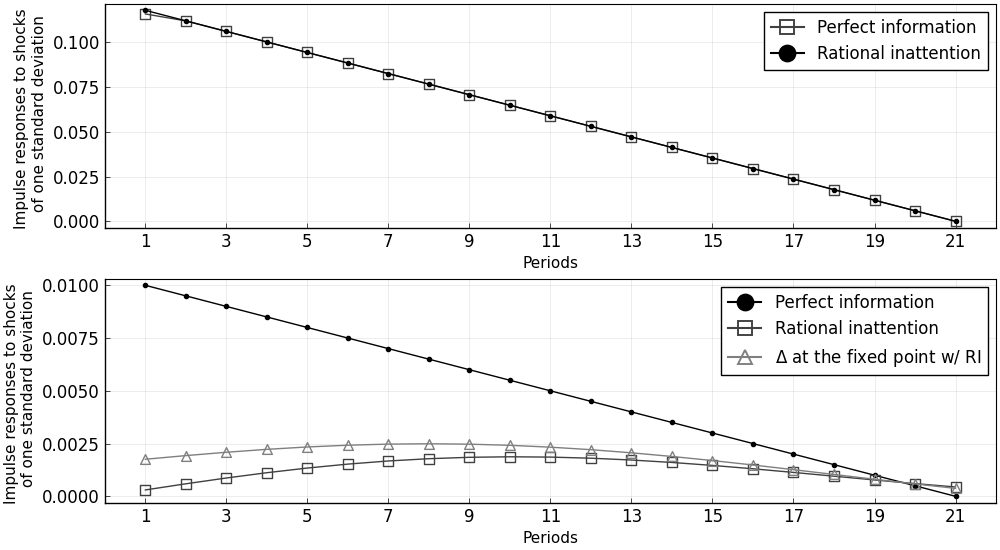 Impulse responses to shocks
of one standard deviation
0.100
0.075
0.050
0.025
0.000
Perfect information
Rational inattention
1 3 5 7 9 11 13 15 17 19 21
Periods
Impulse responses to shocks
of one standard deviation
0.0100
0.0075
0.0050
0.0025
0.0000
Perfect information
Rational inattention
Δ at the fixed point w/ RI
1 3 5 7 9 11 13 15 17 19 21
Periods